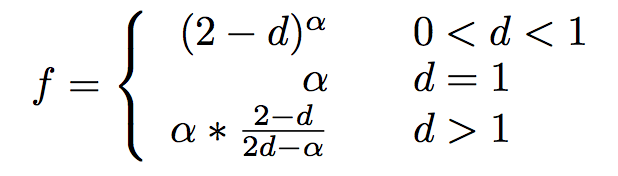 (2 − d)^α    0 < d < 1
f = { α    d = 1
α * (2−d)/(2d−α)    d > 1